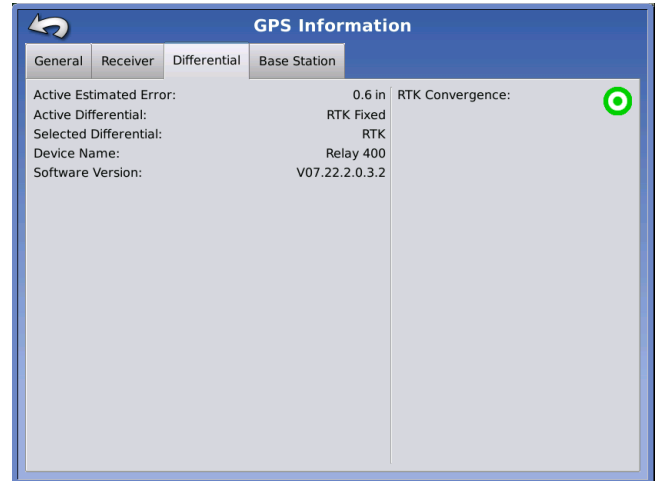 GPS Information
General Receiver Differential Base Station
Active Estimated Error: 0.6 in
Active Differential: RTK Fixed
Selected Differential: RTK
Device Name: Relay 400
Software Version: V07.22.2.0.3.2
RTK Convergence: